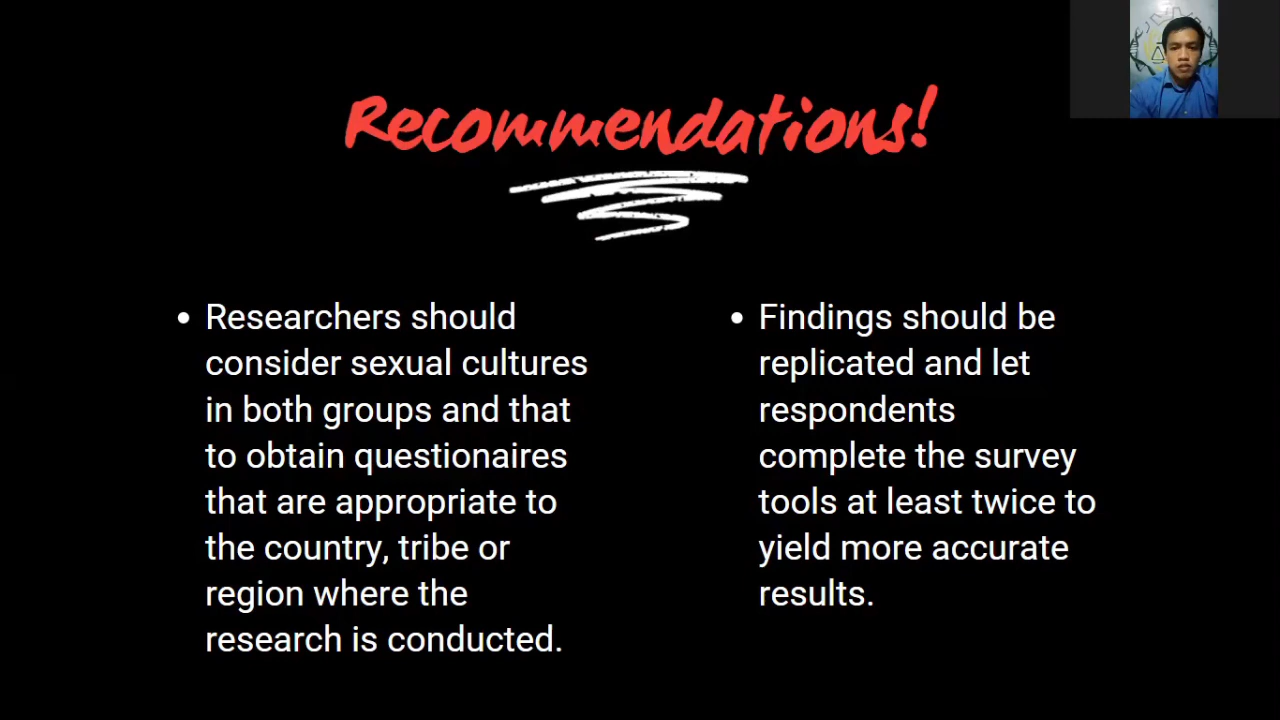 Recommendations!
Researchers should
consider sexual cultures
in both groups and that
to obtain questionaires
that are appropriate to
the country, tribe or
region where the
research is conducted.
Findings should be
replicated and let
respondents
complete the survey
tools at least twice to
yield more accurate
results.